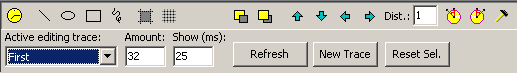 Dist.: 1
Active editing trace: Amount: Show (ms):
First 32 25 Refresh New Trace Reset Sel.